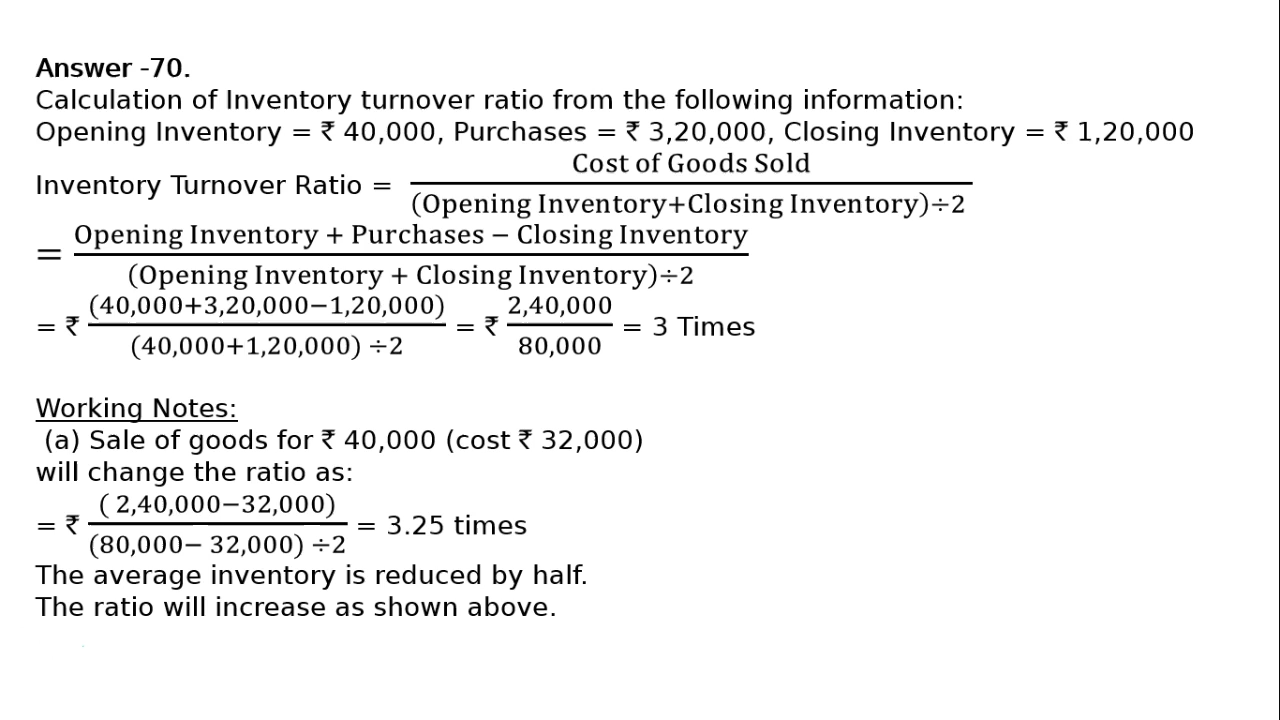 Answer -70.
Calculation of Inventory turnover ratio from the following information:
Opening Inventory = ₹ 40,000, Purchases = ₹ 3,20,000, Closing Inventory = ₹ 1,20,000
Cost of Goods Sold
Inventory Turnover Ratio =
(Opening Inventory+Closing Inventory)÷2
Opening Inventory + Purchases − Closing Inventory
=
(Opening Inventory + Closing Inventory)÷2
(40,000+3,20,000−1,20,000) 2,40,000
= ₹ = ₹ = 3 Times
(40,000+1,20,000) ÷2 80,000
Working Notes:
(a) Sale of goods for ₹ 40,000 (cost ₹ 32,000)
will change the ratio as:
( 2,40,000−32,000)
= ₹ = 3.25 times
(80,000− 32,000) ÷2
The average inventory is reduced by half.
The ratio will increase as shown above.